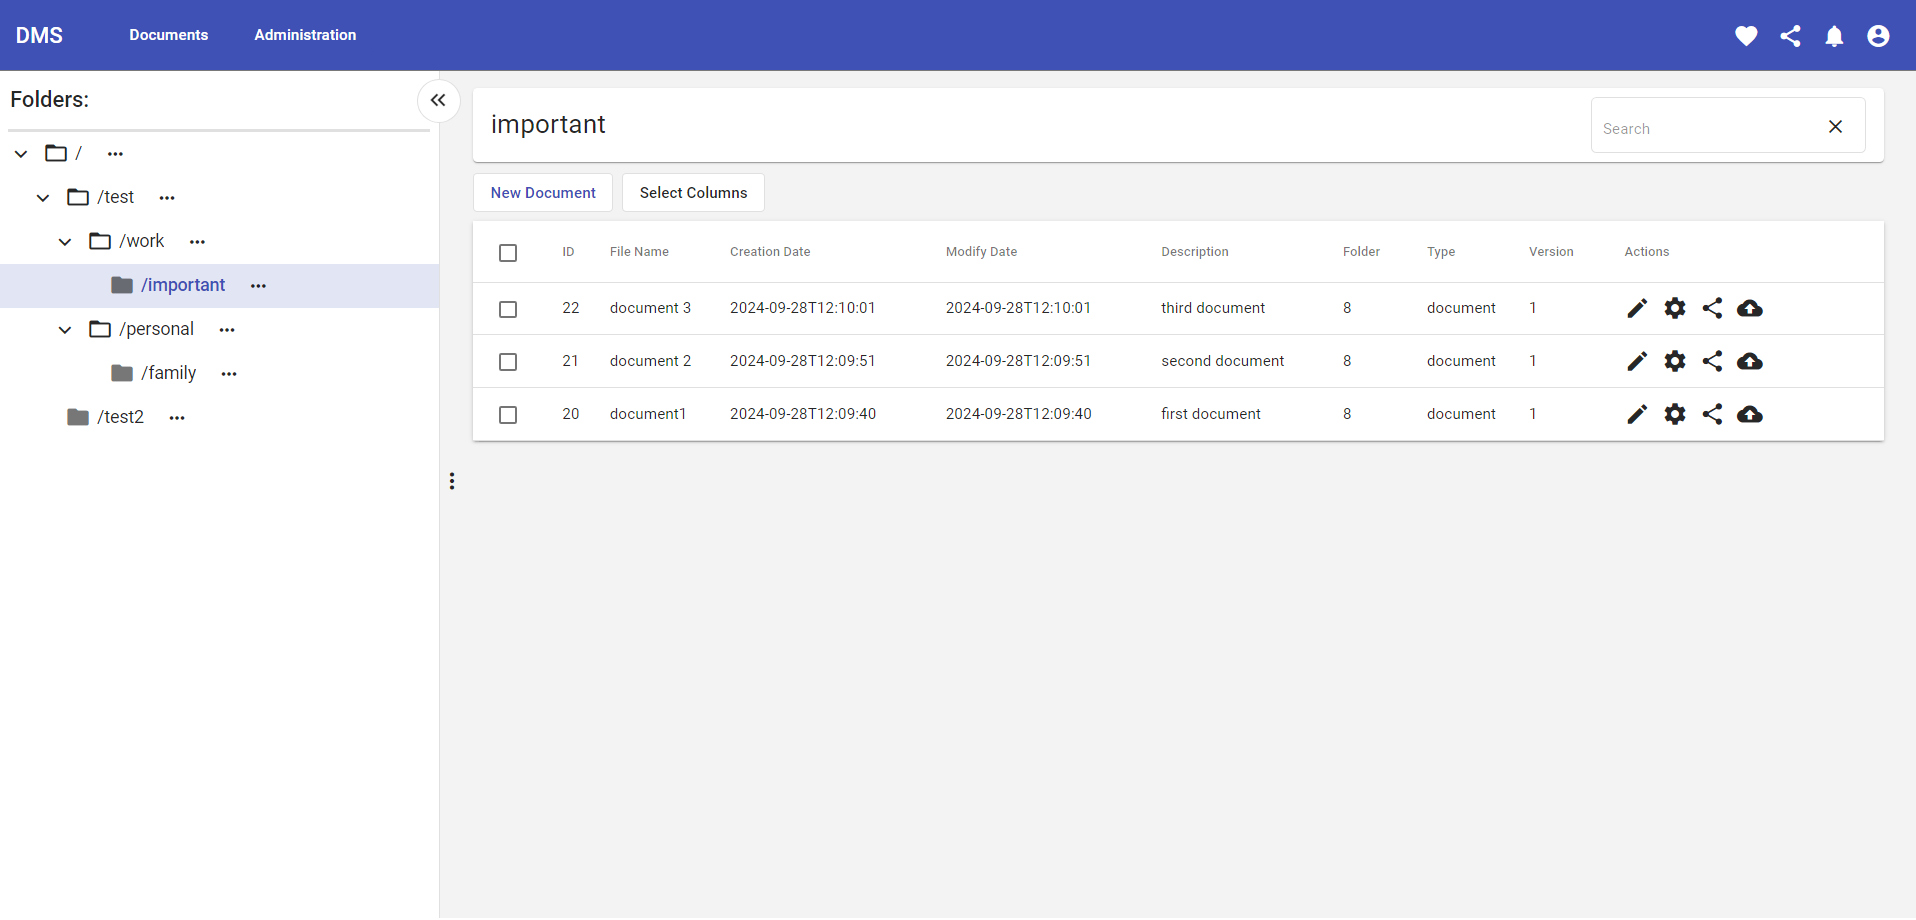 DMS Documents Administration
Folders:
/
/test
/work
/important
/personal
/family
/test2
important
Search
New Document Select Columns
ID File Name Creation Date Modify Date Description Folder Type Version Actions
22 document 3 2024-09-28T12:10:01 2024-09-28T12:10:01 third document 8 document 1
21 document 2 2024-09-28T12:09:51 2024-09-28T12:09:51 second document 8 document 1
20 document1 2024-09-28T12:09:40 2024-09-28T12:09:40 first document 8 document 1